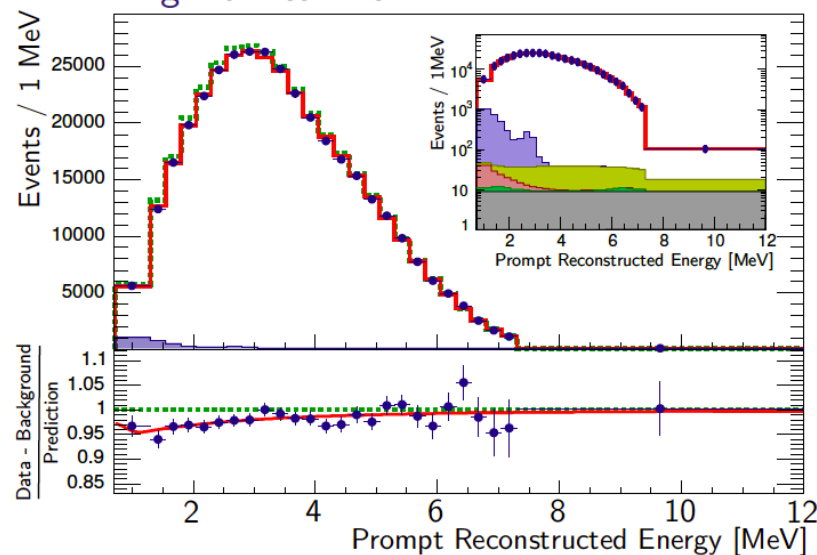 Events / 1 MeV
25000
20000
15000
10000
5000
Events / 1MeV
10⁴
10³
10²
10
1
2 4 6 8 10 12
Prompt Reconstructed Energy [MeV]
Data - Background
Prediction
1.1
1.05
1
0.95
0.9
0.85
2 4 6 8 10 12
Prompt Reconstructed Energy [MeV]